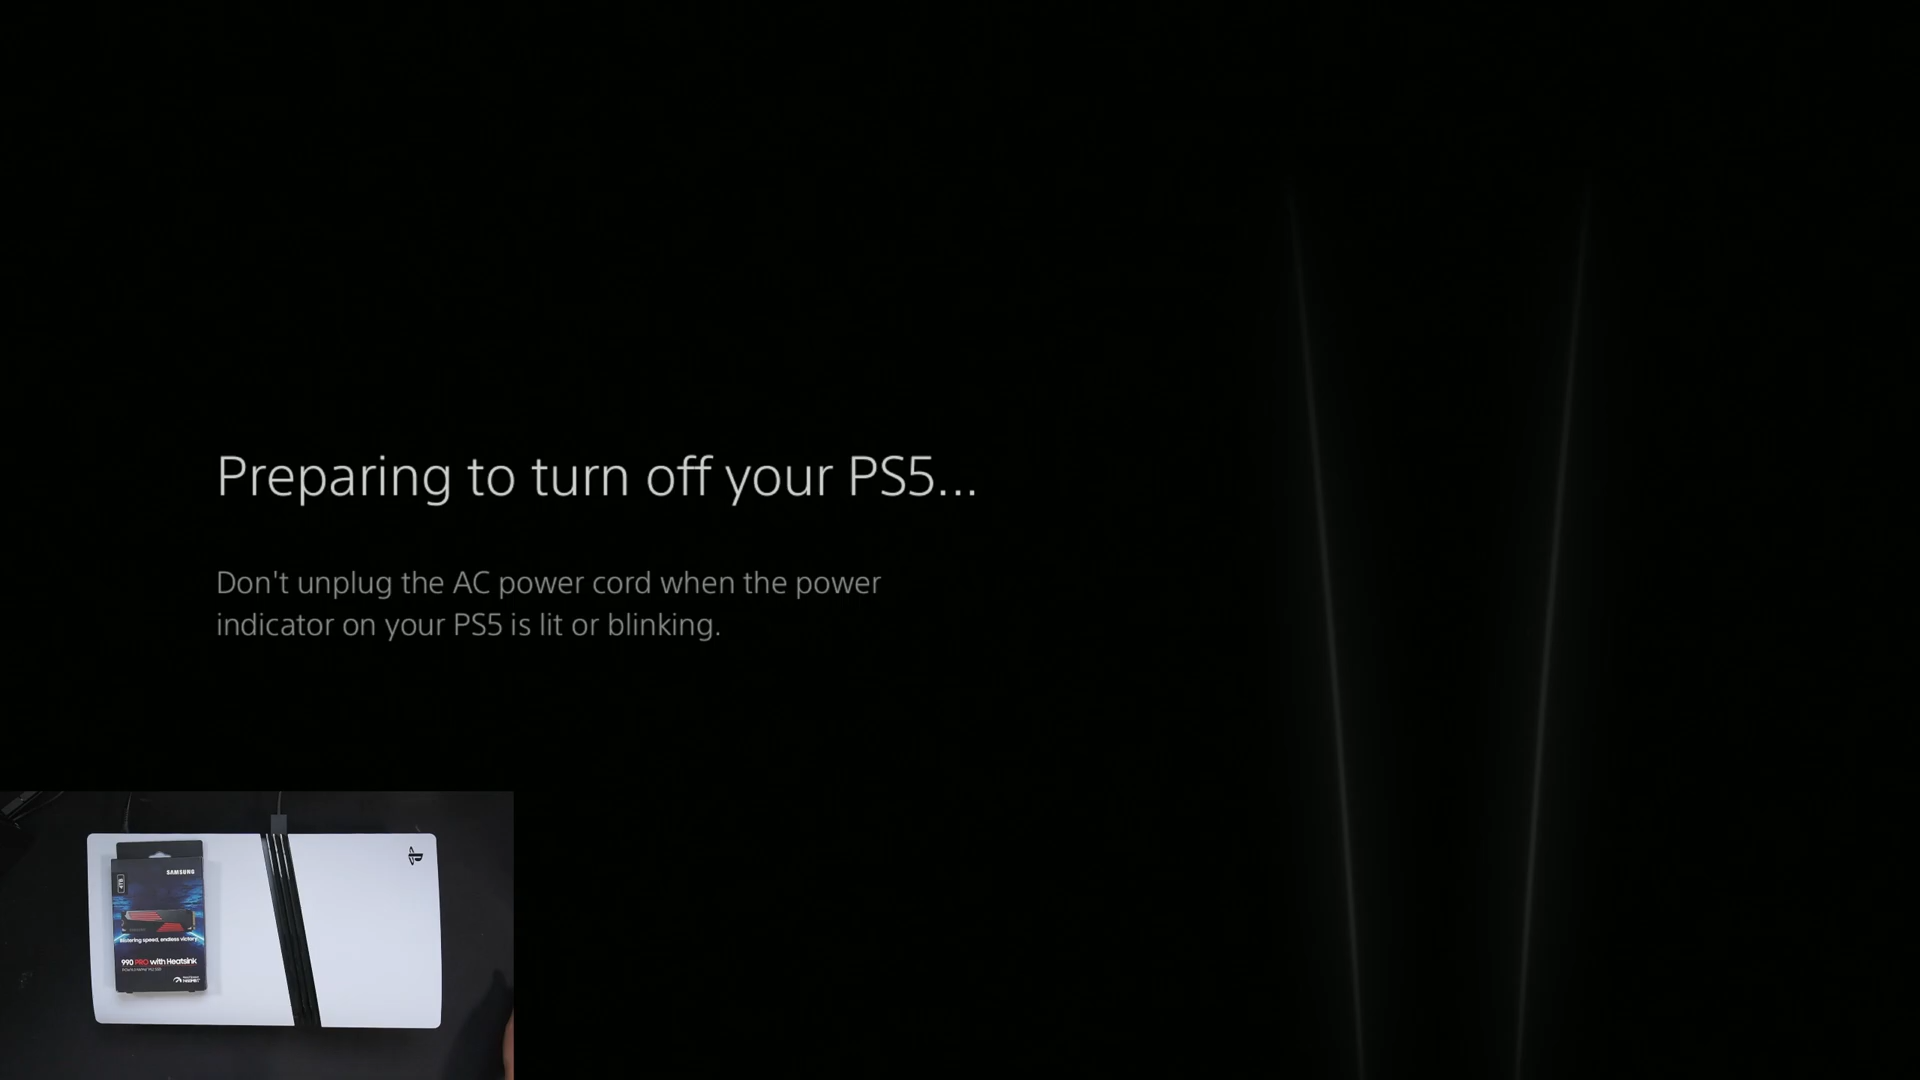 Preparing to turn off your PS5...
Don't unplug the AC power cord when the power
indicator on your PS5 is lit or blinking.
SAMSUNG
990 PRO with Heatsink